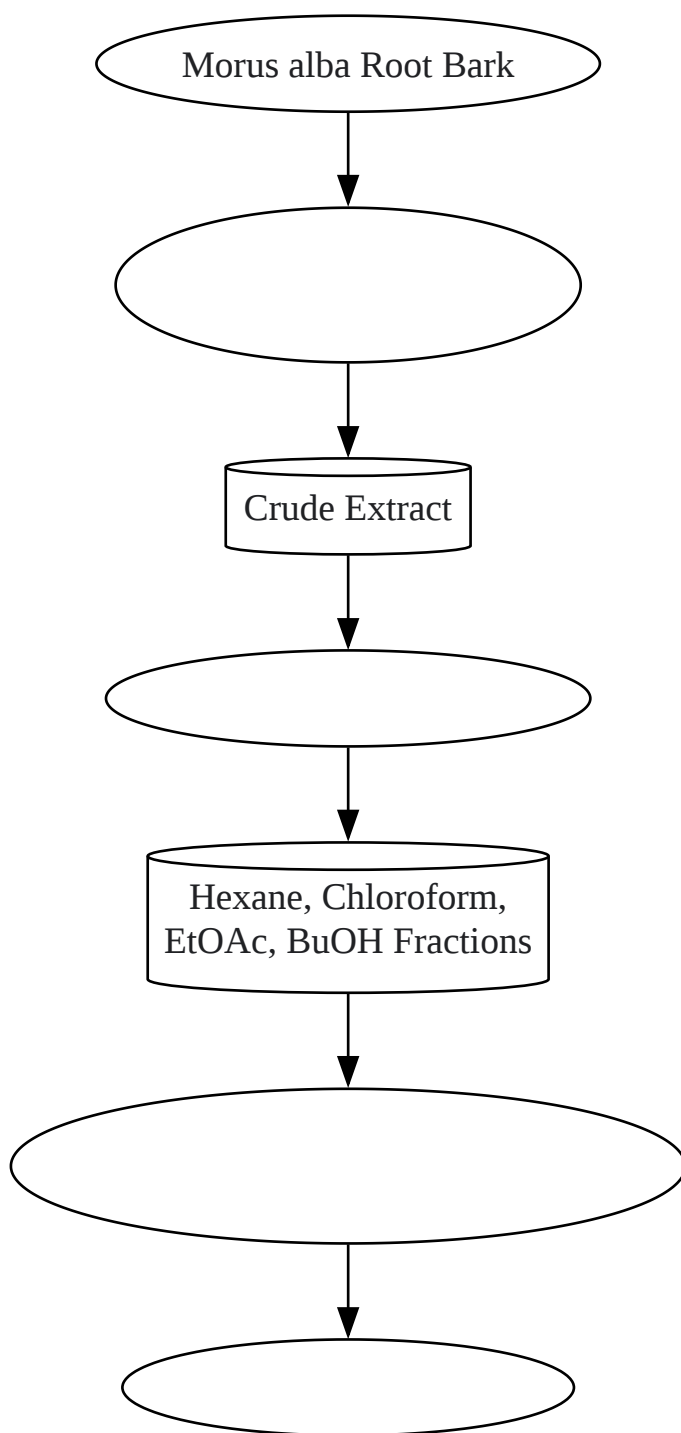 Morus alba Root Bark
Crude Extract
Hexane, Chloroform,
EtOAc, BuOH Fractions